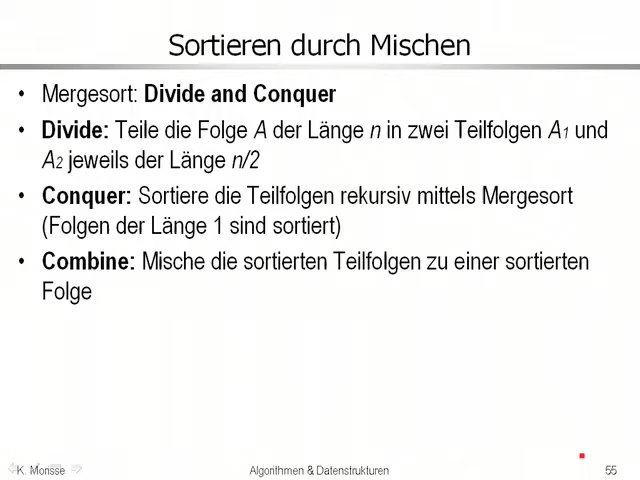 Sortieren durch Mischen
• Mergesort: Divide and Conquer
• Divide: Teile die Folge A der Länge n in zwei Teilfolgen A1 und
A2 jeweils der Länge n/2
• Conquer: Sortiere die Teilfolgen rekursiv mittels Mergesort
(Folgen der Länge 1 sind sortiert)
• Combine: Mische die sortierten Teilfolgen zu einer sortierten
Folge
K. Morisse Algorithmen & Datenstrukturen 55